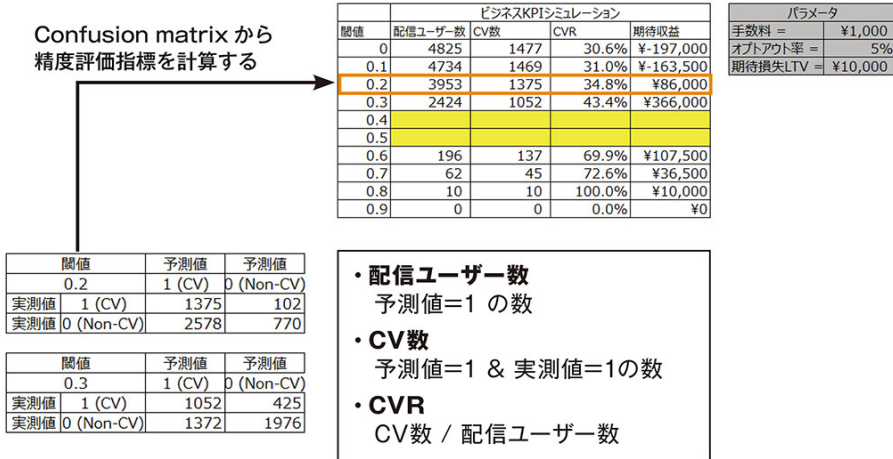 Confusion matrix から
精度評価指標を計算する
ビジネスKPIシミュレーション
閾値 配信ユーザー数 CV数 CVR 期待収益
0 4825 1477 30.6% ¥-197,000
0.1 4734 1469 31.0% ¥-163,500
0.2 3953 1375 34.8% ¥86,000
0.3 2424 1052 43.4% ¥366,000
0.4
0.5
0.6 196 137 69.9% ¥107,500
0.7 62 45 72.6% ¥36,500
0.8 10 10 100.0% ¥10,000
0.9 0 0 0.0% ¥0
パラメータ
手数料 = ¥1,000
オプトアウト率 = 5%
期待損失LTV = ¥10,000
閾値 予測値 予測値
0.2 1 (CV) 0 (Non-CV)
実測値 1 (CV) 1375 102
実測値 0 (Non-CV) 2578 770
閾値 予測値 予測値
0.3 1 (CV) 0 (Non-CV)
実測値 1 (CV) 1052 425
実測値 0 (Non-CV) 1372 1976
・配信ユーザー数
予測値=1 の数
・CV数
予測値=1 & 実測値=1の数
・CVR
CV数 / 配信ユーザー数